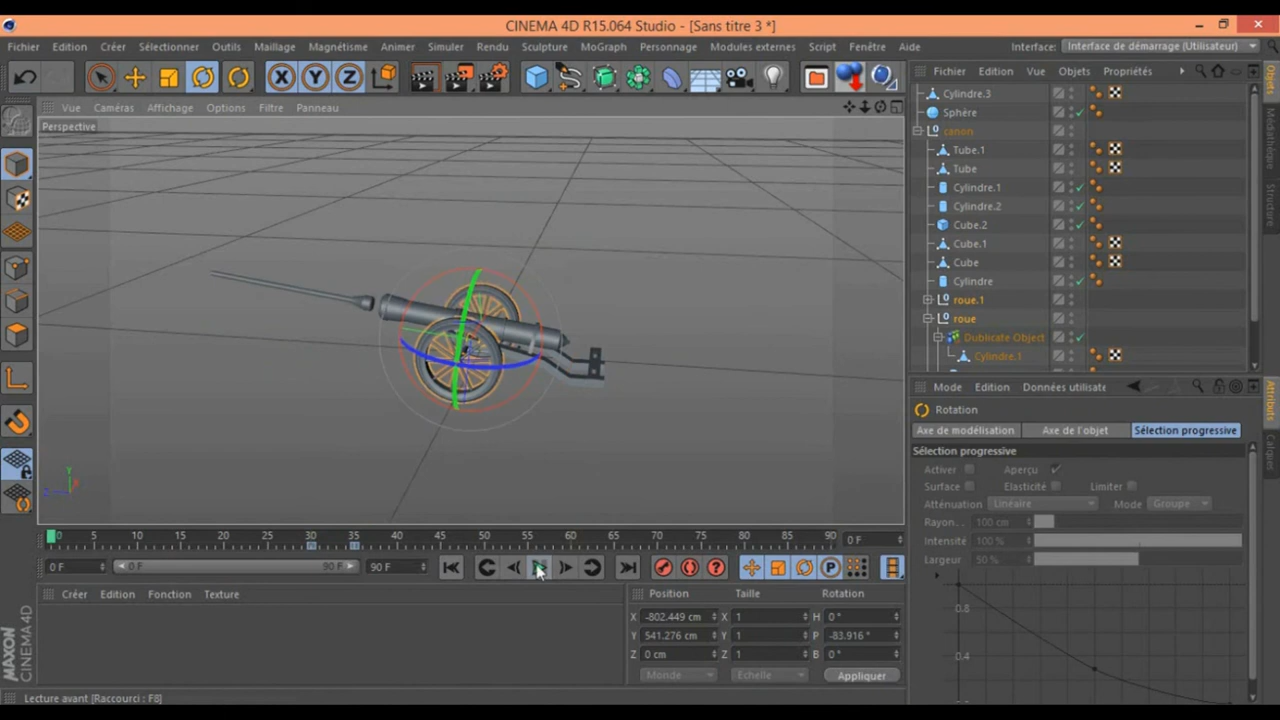 CINEMA 4D R15.064 Studio - [Sans titre 3 *]
Fichier Edition Créer Sélectionner Outils Maillage Magnétisme Animer Simuler Rendu Sculpture MoGraph Personnage Modules externes Script Fenêtre Aide Interface: Interface de démarrage (Utilisateur)
X Y Z
Fichier Edition Vue Objets Propriétés
Vue Caméras Affichage Options Filtre Panneau
Perspective
Cylindre.3
Sphère
canon
Tube.1
Tube
Cylindre.1
Cylindre.2
Cube.2
Cube.1
Cube
Cylindre
roue.1
roue
Dublicate Object
Cylindre.1
Objets
Médiathèque
Structure
Mode Edition Données utilisate
Rotation
Axe de modélisation Axe de l'objet Sélection progressive
Sélection progressive
Activer Aperçu
Surface Elasticité Limiter
Atténuation Linéaire Mode Groupe
Rayon. . 100 cm
Intensité 100 %
Largeur 50 %
0.8
0.4
Attributs
Calques
0 5 10 15 20 25 30 35 40 45 50 55 60 65 70 75 80 85 90 0 F
0 F 0 F 90 F 90 F
Créer Edition Fonction Texture
Position Taille Rotation
X -802.449 cm X 1 H 0 °
Y 541.276 cm Y 1 P -83.916 °
Z 0 cm Z 1 B 0 °
Monde Echelle Appliquer
MAXON
CINEMA 4D
Lecture avant [Raccourci : F8]